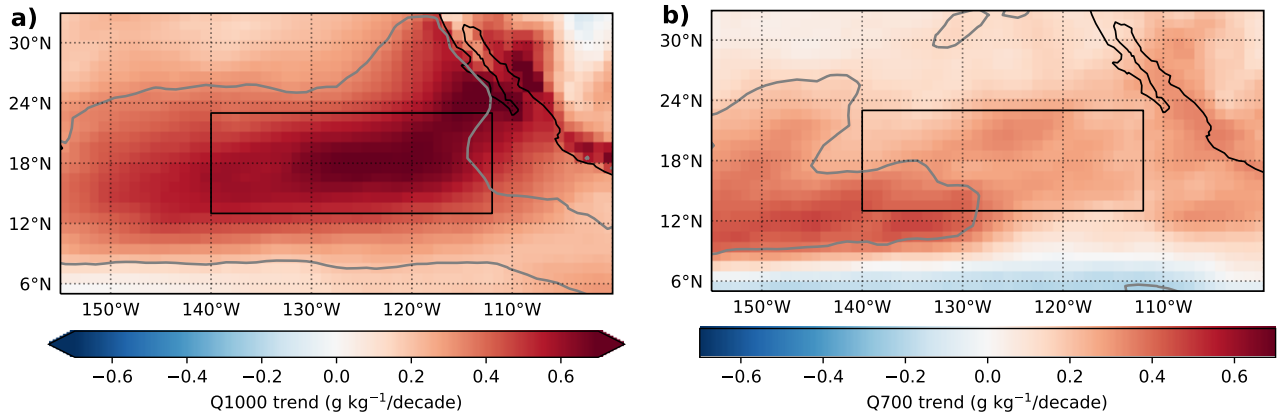 a)
30°N
24°N
18°N
12°N
6°N
150°W 140°W 130°W 120°W 110°W
−0.6 −0.4 −0.2 0.0 0.2 0.4 0.6
Q1000 trend (g kg⁻¹/decade)
b)
30°N
24°N
18°N
12°N
6°N
150°W 140°W 130°W 120°W 110°W
−0.6 −0.4 −0.2 0.0 0.2 0.4 0.6
Q700 trend (g kg⁻¹/decade)